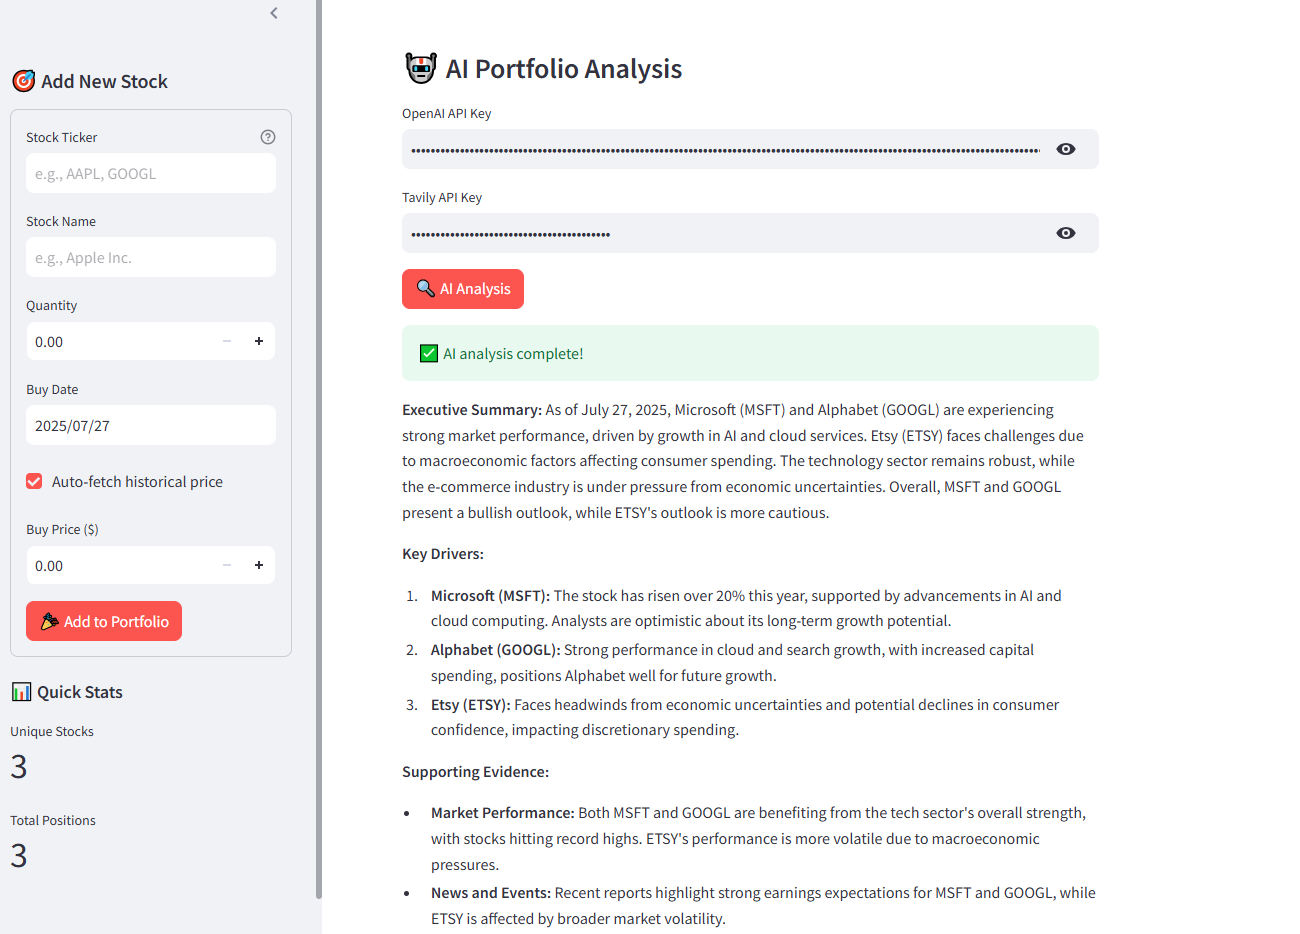 Add New Stock
Stock Ticker
e.g., AAPL, GOOGL
Stock Name
e.g., Apple Inc.
Quantity
0.00
Buy Date
2025/07/27
Auto-fetch historical price
Buy Price ($)
0.00
Add to Portfolio
Quick Stats
Unique Stocks
3
Total Positions
3
AI Portfolio Analysis
OpenAI API Key
Tavily API Key
AI Analysis
AI analysis complete!
Executive Summary: As of July 27, 2025, Microsoft (MSFT) and Alphabet (GOOGL) are experiencing
strong market performance, driven by growth in AI and cloud services. Etsy (ETSY) faces challenges due
to macroeconomic factors affecting consumer spending. The technology sector remains robust, while
the e-commerce industry is under pressure from economic uncertainties. Overall, MSFT and GOOGL
present a bullish outlook, while ETSY's outlook is more cautious.
Key Drivers:
1. Microsoft (MSFT): The stock has risen over 20% this year, supported by advancements in AI and
cloud computing. Analysts are optimistic about its long-term growth potential.
2. Alphabet (GOOGL): Strong performance in cloud and search growth, with increased capital
spending, positions Alphabet well for future growth.
3. Etsy (ETSY): Faces headwinds from economic uncertainties and potential declines in consumer
confidence, impacting discretionary spending.
Supporting Evidence:
• Market Performance: Both MSFT and GOOGL are benefiting from the tech sector's overall strength,
with stocks hitting record highs. ETSY's performance is more volatile due to macroeconomic
pressures.
• News and Events: Recent reports highlight strong earnings expectations for MSFT and GOOGL, while
ETSY is affected by broader market volatility.